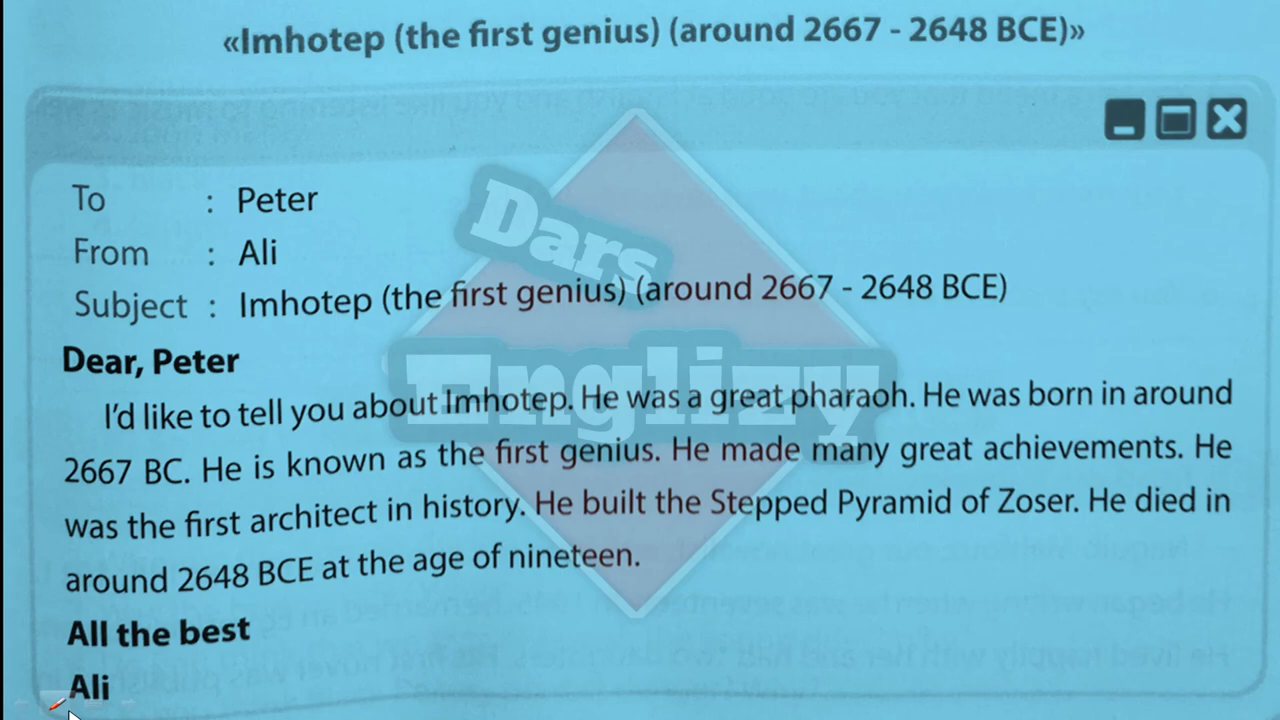 «Imhotep (the first genius) (around 2667 - 2648 BCE)»
To : Peter
From : Ali
Subject : Imhotep (the first genius) (around 2667 - 2648 BCE)
Dear, Peter
I'd like to tell you about Imhotep. He was a great pharaoh. He was born in around
2667 BC. He is known as the first genius. He made many great achievements. He
was the first architect in history. He built the Stepped Pyramid of Zoser. He died in
around 2648 BCE at the age of nineteen.
All the best
Ali
Dars
Englizy